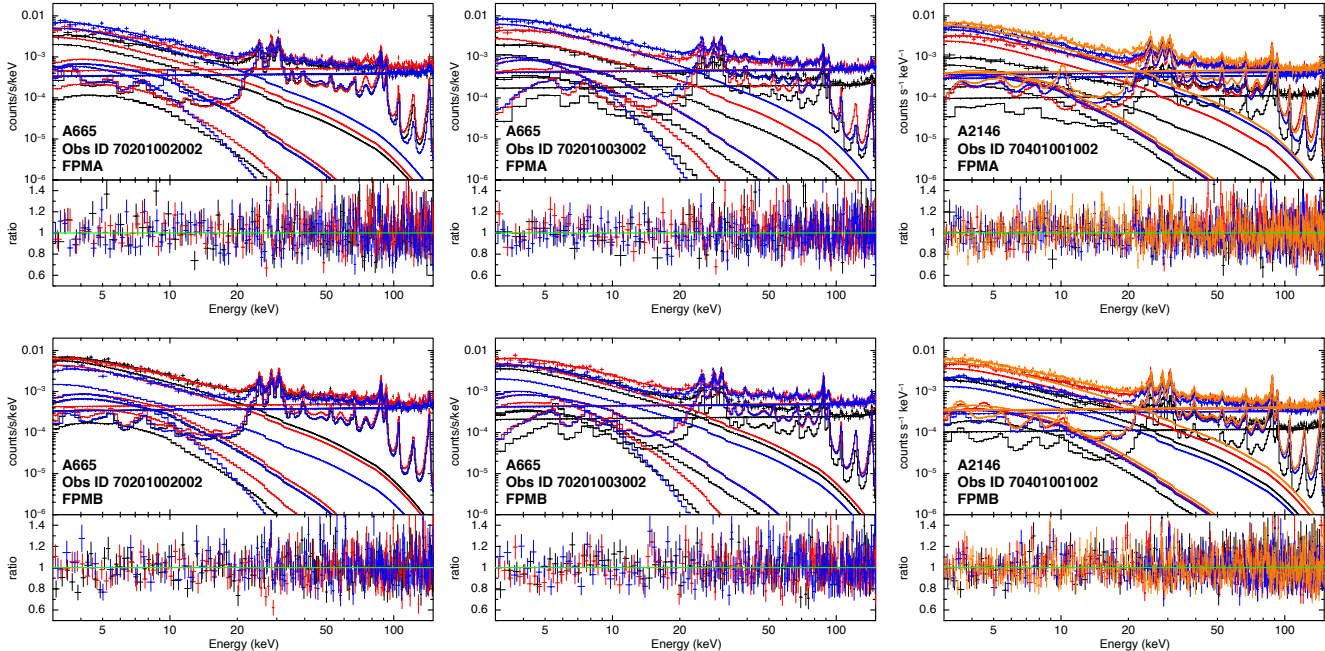 counts/s/keV
0.01
10⁻³
10⁻⁴
10⁻⁵
10⁻⁶
A665
Obs ID 70201002002
FPMA
ratio
1.4
1.2
1
0.8
0.6
5 10 20 50 100
Energy (keV)
counts/s/keV
0.01
10⁻³
10⁻⁴
10⁻⁵
10⁻⁶
A665
Obs ID 70201003002
FPMA
ratio
1.4
1.2
1
0.8
0.6
5 10 20 50 100
Energy (keV)
counts s⁻¹ keV⁻¹
0.01
10⁻³
10⁻⁴
10⁻⁵
10⁻⁶
A2146
Obs ID 70401001002
FPMA
ratio
1.4
1.2
1
0.8
0.6
5 10 20 50 100
Energy (keV)
counts/s/keV
0.01
10⁻³
10⁻⁴
10⁻⁵
10⁻⁶
A665
Obs ID 70201002002
FPMB
ratio
1.4
1.2
1
0.8
0.6
5 10 20 50 100
Energy (keV)
counts/s/keV
0.01
10⁻³
10⁻⁴
10⁻⁵
10⁻⁶
A665
Obs ID 70201003002
FPMB
ratio
1.4
1.2
1
0.8
0.6
5 10 20 50 100
Energy (keV)
counts s⁻¹ keV⁻¹
0.01
10⁻³
10⁻⁴
10⁻⁵
10⁻⁶
A2146
Obs ID 70401001002
FPMB
ratio
1.4
1.2
1
0.8
0.6
5 10 20 50 100
Energy (keV)